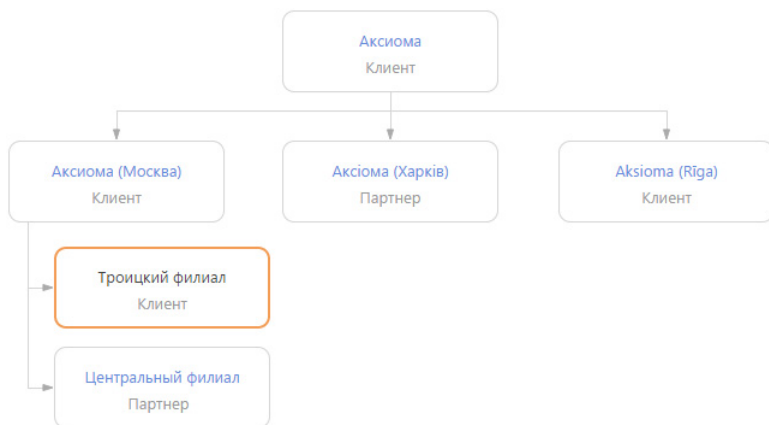 Аксиома
Клиент
Аксиома (Москва)
Клиент
Аксіома (Харків)
Партнер
Aksioma (Rīga)
Клиент
Троицкий филиал
Клиент
Центральный филиал
Партнер